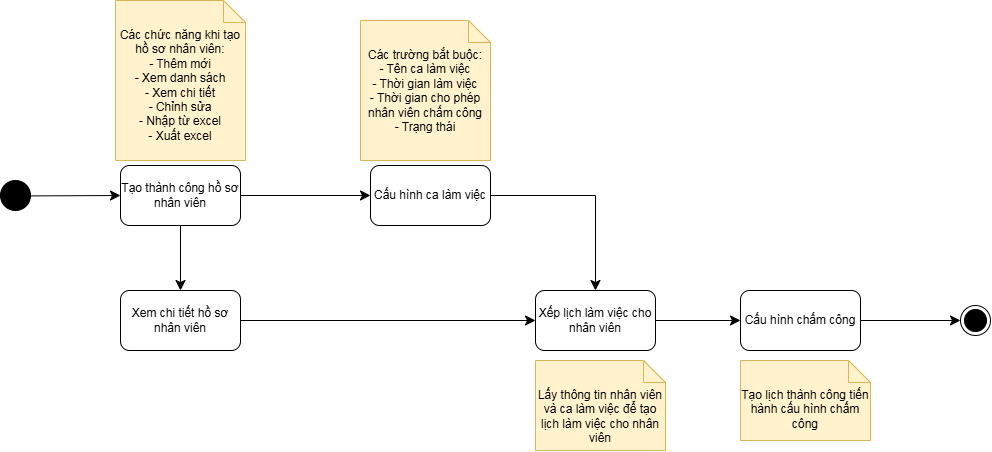 Các chức năng khi tạo
hồ sơ nhân viên:
- Thêm mới
- Xem danh sách
- Xem chi tiết
- Chỉnh sửa
- Nhập từ excel
- Xuất excel
Các trường bắt buộc:
- Tên ca làm việc
- Thời gian làm việc
- Thời gian cho phép
nhân viên chấm công
- Trạng thái
Tạo thành công hồ sơ
nhân viên
Cấu hình ca làm việc
Xem chi tiết hồ sơ
nhân viên
Xếp lịch làm việc cho
nhân viên
Cấu hình chấm công
Lấy thông tin nhân viên
và ca làm việc để tạo
lịch làm việc cho nhân
viên
Tạo lịch thành công tiến
hành cấu hình chấm
công